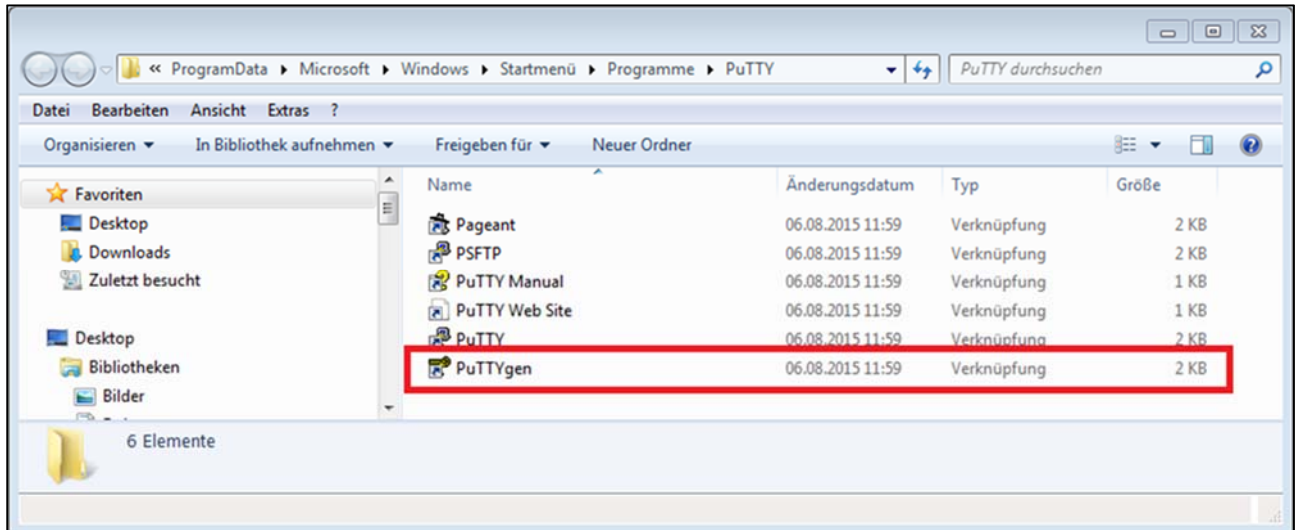 « ProgramData ▸ Microsoft ▸ Windows ▸ Startmenü ▸ Programme ▸ PuTTY PuTTY durchsuchen
Datei Bearbeiten Ansicht Extras ?
Organisieren In Bibliothek aufnehmen Freigeben für Neuer Ordner
Favoriten
Desktop
Downloads
Zuletzt besucht
Desktop
Bibliotheken
Bilder
Name Änderungsdatum Typ Größe
Pageant 06.08.2015 11:59 Verknüpfung 2 KB
PSFTP 06.08.2015 11:59 Verknüpfung 2 KB
PuTTY Manual 06.08.2015 11:59 Verknüpfung 1 KB
PuTTY Web Site 06.08.2015 11:59 Verknüpfung 1 KB
PuTTY 06.08.2015 11:59 Verknüpfung 2 KB
PuTTYgen 06.08.2015 11:59 Verknüpfung 2 KB
6 Elemente